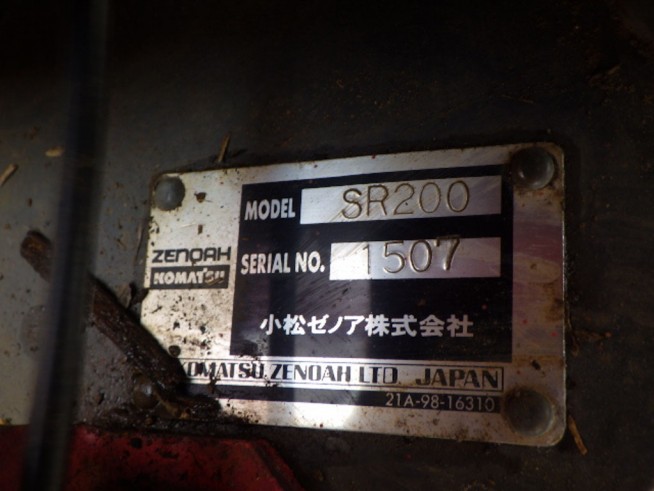 MODEL SR200
ZENOAH
KOMATSU
SERIAL NO. 1507
小松ゼノア株式会社
KOMATSU ZENOAH LTD. JAPAN
21A-98-16310